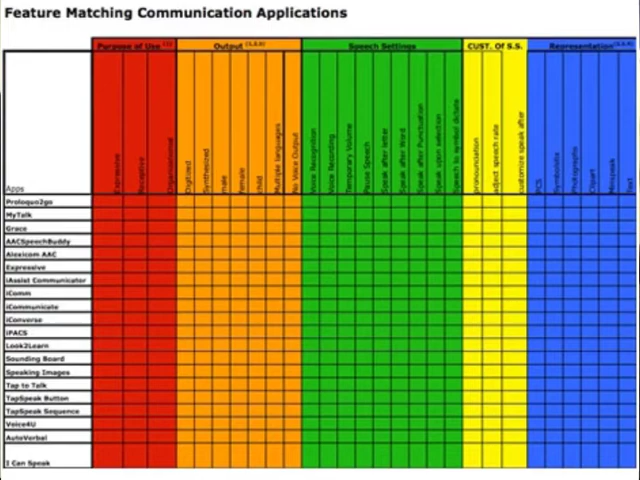 Feature Matching Communication Applications
Purpose of Use
Output
Speech Settings
CUST. Of S.S.
Representation
Apps
Expressive
Receptive
Organizational
Digitized
Synthesized
male
female
child
Multiple languages
No Voice Output
Voice Recognition
Voice Recording
Temporary Volume
Pause Speech
Speak after letter
Speak after Word
Speak after Punctuation
Speak upon selection
Speech to symbol dictate
pronounciation
adjust speech rate
customize speak after
PCS
Symbolstix
Photographs
Clipart
Minspeak
Text
Proloquo2go
MyTalk
Grace
AACSpeechBuddy
Alexicom AAC
Expressive
iAssist Communicator
iComm
iCommunicate
iConverse
iPACS
Look2Learn
Sounding Board
Speaking Images
Tap to Talk
TapSpeak Button
TapSpeak Sequence
Voice4U
AutoVerbal
I Can Speak